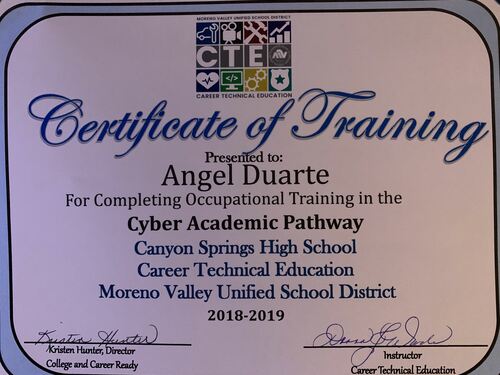 MORENO VALLEY UNIFIED SCHOOL DISTRICT
CTE
CAREER TECHNICAL EDUCATION
Certificate of Training
Presented to:
Angel Duarte
For Completing Occupational Training in the
Cyber Academic Pathway
Canyon Springs High School
Career Technical Education
Moreno Valley Unified School District
2018-2019
Kristen Hunter
Kristen Hunter, Director
College and Career Ready
Instructor
Career Technical Education